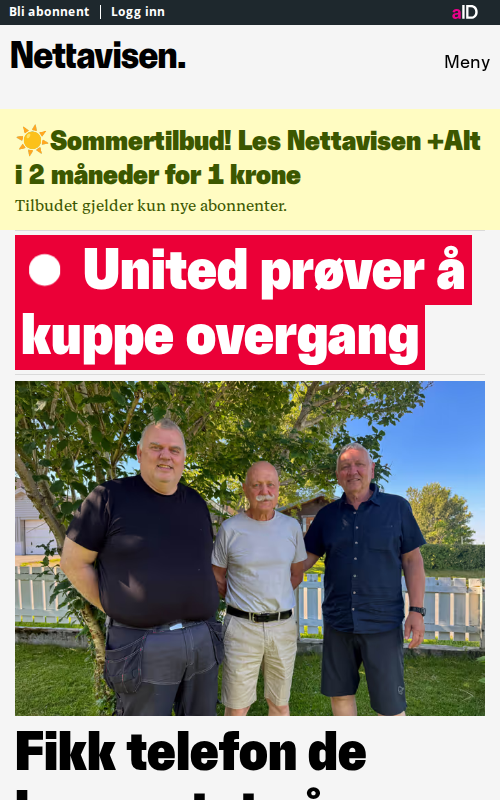 Bli abonnent | Logg inn
aID
Nettavisen.
Meny
☀️Sommertilbud! Les Nettavisen +Alt
i 2 måneder for 1 krone
Tilbudet gjelder kun nye abonnenter.
United prøver å
kuppe overgang
Fikk telefon de